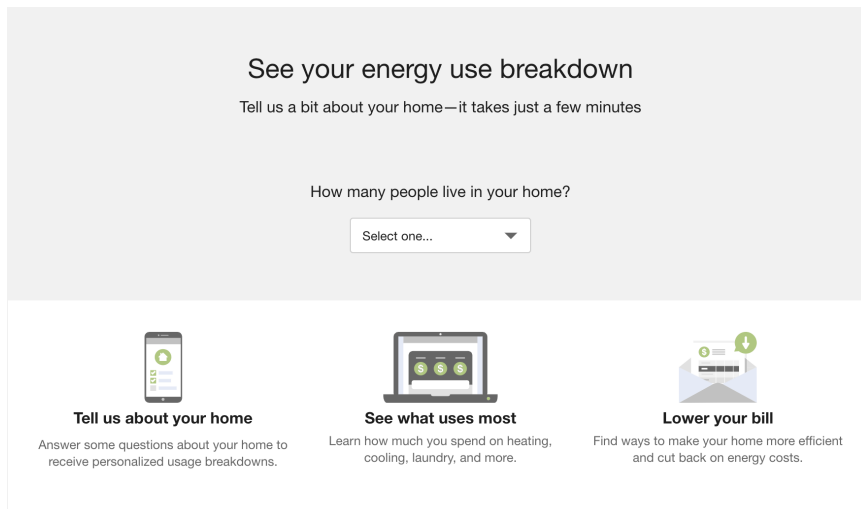 See your energy use breakdown
Tell us a bit about your home—it takes just a few minutes
How many people live in your home?
Select one...
$ $ $
$
Tell us about your home
Answer some questions about your home to
receive personalized usage breakdowns.
See what uses most
Learn how much you spend on heating,
cooling, laundry, and more.
Lower your bill
Find ways to make your home more efficient
and cut back on energy costs.